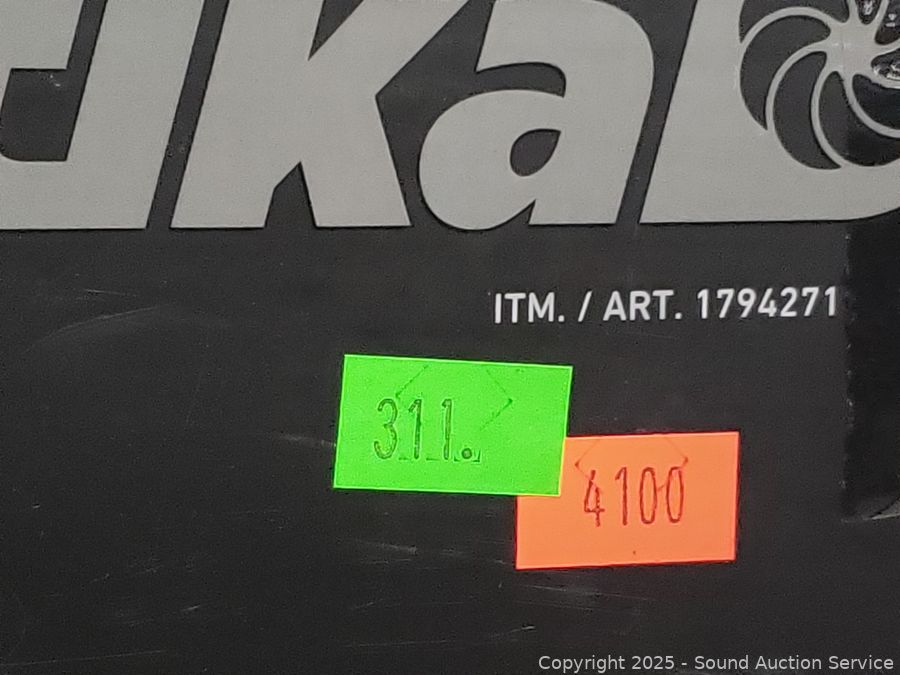 ITM. / ART. 1794271
311.
4100
Copyright © 2025 - Sound Auction Service